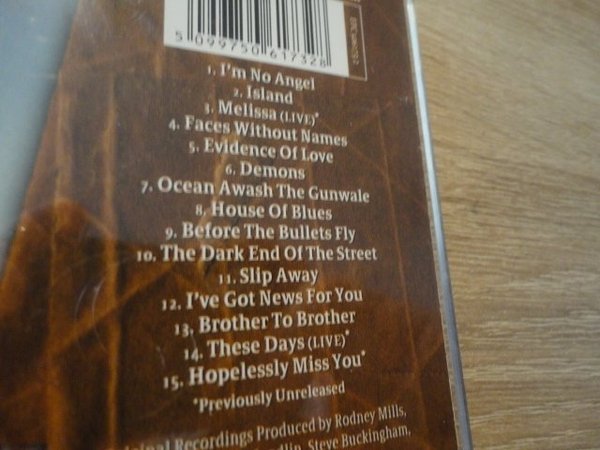 5 099750 617328
1. I'm No Angel
2. Island
3. Melissa (LIVE)*
4. Faces Without Names
5. Evidence Of Love
6. Demons
7. Ocean Awash The Gunwale
8. House Of Blues
9. Before The Bullets Fly
10. The Dark End Of The Street
11. Slip Away
12. I've Got News For You
13. Brother To Brother
14. These Days (LIVE)*
15. Hopelessly Miss You*
*Previously Unreleased
Recordings Produced by Rodney Mills,
Steve Buckingham,